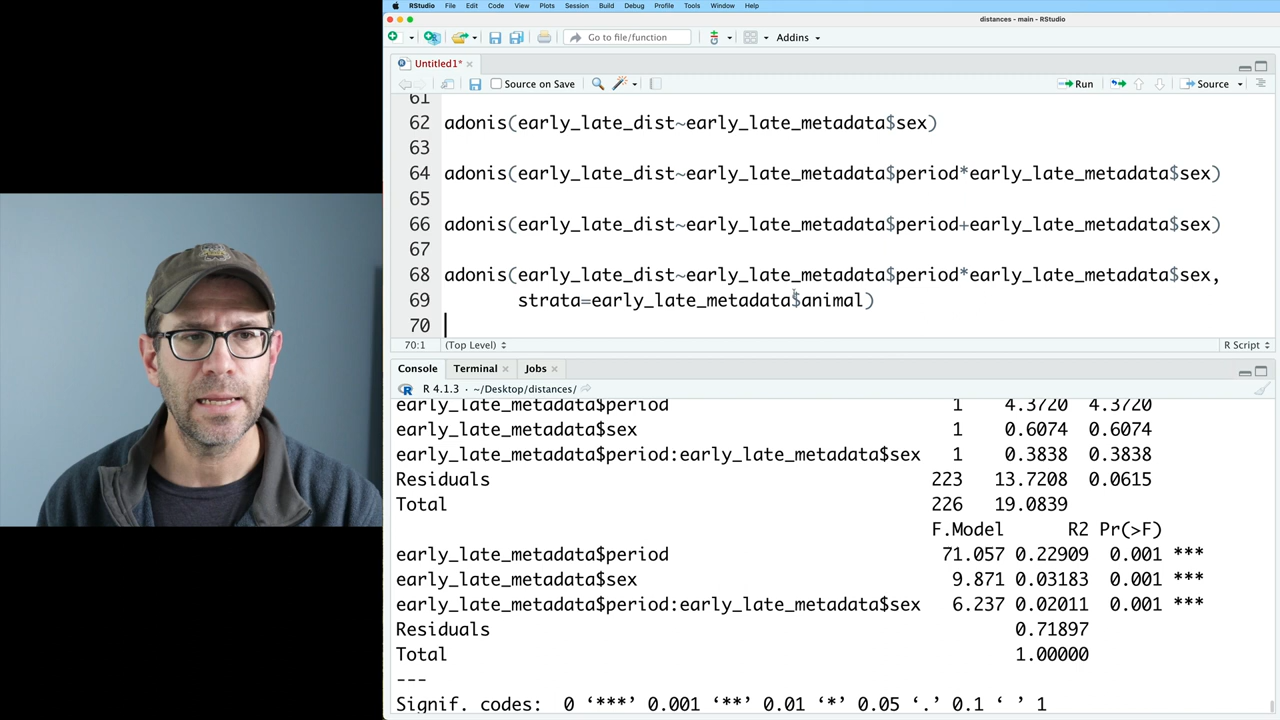 RStudio File Edit Code View Plots Session Build Debug Profile Tools Window Help
distances - main - RStudio
Go to file/function Addins
Untitled1*
Source on Save Run Source
61
62 adonis(early_late_dist~early_late_metadata$sex)
63
64 adonis(early_late_dist~early_late_metadata$period*early_late_metadata$sex)
65
66 adonis(early_late_dist~early_late_metadata$period+early_late_metadata$sex)
67
68 adonis(early_late_dist~early_late_metadata$period*early_late_metadata$sex,
69 strata=early_late_metadata$animal)
70
70:1 (Top Level) R Script
Console Terminal Jobs
R 4.1.3 · ~/Desktop/distances/
early_late_metadata$period 1 4.3720 4.3720
early_late_metadata$sex 1 0.6074 0.6074
early_late_metadata$period:early_late_metadata$sex 1 0.3838 0.3838
Residuals 223 13.7208 0.0615
Total 226 19.0839
F.Model R2 Pr(>F)
early_late_metadata$period 71.057 0.22909 0.001 ***
early_late_metadata$sex 9.871 0.03183 0.001 ***
early_late_metadata$period:early_late_metadata$sex 6.237 0.02011 0.001 ***
Residuals 0.71897
Total 1.00000
---
Signif. codes: 0 ‘***’ 0.001 ‘**’ 0.01 ‘*’ 0.05 ‘.’ 0.1 ‘ ’ 1